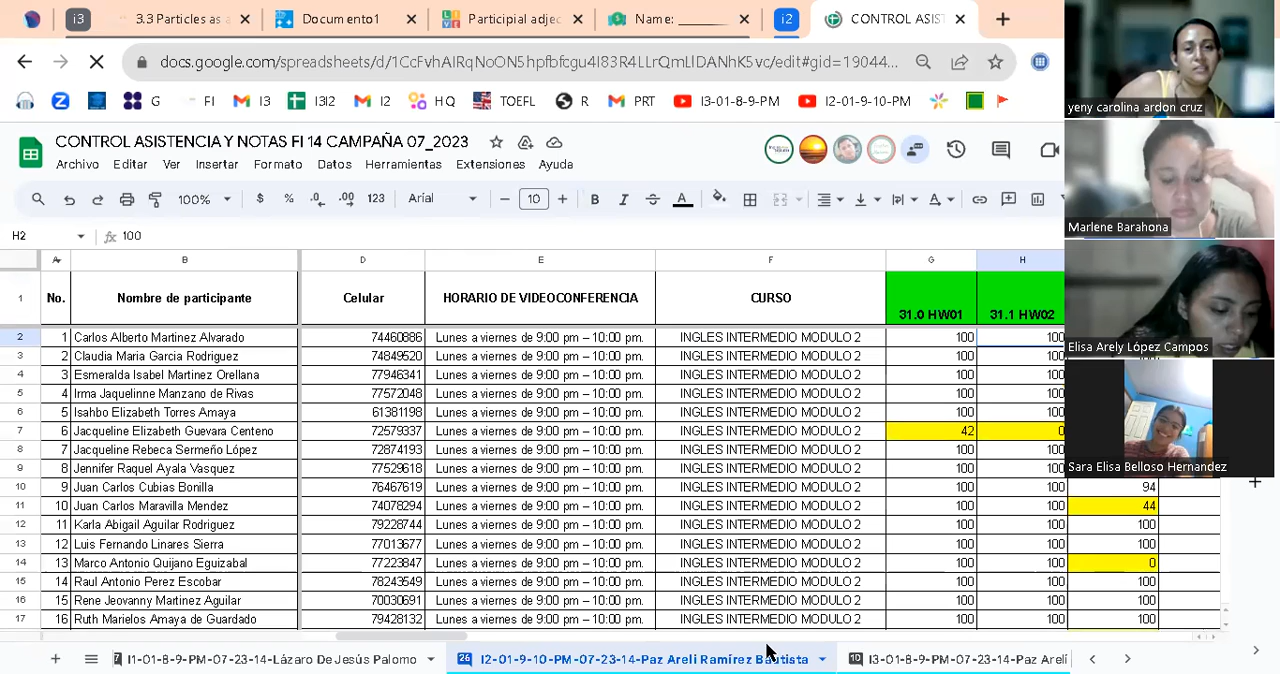 i3 3.3 Particles as a Documento1 Participial adjec Name: _______ i2 CONTROL ASIST
docs.google.com/spreadsheets/d/1CcFvhAIRqNoON5hpfbfcgu4I83R4LLrQmLlDANhK5vc/edit#gid=19044...
G FI I3 I3I2 I2 HQ TOEFL R PRT I3-01-8-9-PM I2-01-9-10-PM
CONTROL ASISTENCIA Y NOTAS FI 14 CAMPAÑA 07_2023
Archivo Editar Ver Insertar Formato Datos Herramientas Extensiones Ayuda
100% $ % .0 .00 123 Arial 10 B I A
H2 fx 100
A B D E F G H
1 No. Nombre de participante Celular HORARIO DE VIDEOCONFERENCIA CURSO 31.0 HW01 31.1 HW02
2 1 Carlos Alberto Martinez Alvarado 74460886 Lunes a viernes de 9:00 pm – 10:00 pm. INGLES INTERMEDIO MODULO 2 100 100
3 2 Claudia Maria Garcia Rodriguez 74849520 Lunes a viernes de 9:00 pm – 10:00 pm. INGLES INTERMEDIO MODULO 2 100 100
4 3 Esmeralda Isabel Martinez Orellana 77946341 Lunes a viernes de 9:00 pm – 10:00 pm. INGLES INTERMEDIO MODULO 2 100 100
5 4 Irma Jaquelinne Manzano de Rivas 77572048 Lunes a viernes de 9:00 pm – 10:00 pm. INGLES INTERMEDIO MODULO 2 100 100
6 5 Isahbo Elizabeth Torres Amaya 61381198 Lunes a viernes de 9:00 pm – 10:00 pm. INGLES INTERMEDIO MODULO 2 100 100
7 6 Jacqueline Elizabeth Guevara Centeno 72579337 Lunes a viernes de 9:00 pm – 10:00 pm. INGLES INTERMEDIO MODULO 2 42 0
8 7 Jacqueline Rebeca Sermeño López 72874193 Lunes a viernes de 9:00 pm – 10:00 pm. INGLES INTERMEDIO MODULO 2 100 100
9 8 Jennifer Raquel Ayala Vasquez 77529618 Lunes a viernes de 9:00 pm – 10:00 pm. INGLES INTERMEDIO MODULO 2 100 100
10 9 Juan Carlos Cubias Bonilla 76467619 Lunes a viernes de 9:00 pm – 10:00 pm. INGLES INTERMEDIO MODULO 2 100 100 94
11 10 Juan Carlos Maravilla Mendez 74078294 Lunes a viernes de 9:00 pm – 10:00 pm. INGLES INTERMEDIO MODULO 2 100 100 44
12 11 Karla Abigail Aguilar Rodriguez 79228744 Lunes a viernes de 9:00 pm – 10:00 pm. INGLES INTERMEDIO MODULO 2 100 100 100
13 12 Luis Fernando Linares Sierra 77013677 Lunes a viernes de 9:00 pm – 10:00 pm. INGLES INTERMEDIO MODULO 2 100 100 100
14 13 Marco Antonio Quijano Eguizabal 77223847 Lunes a viernes de 9:00 pm – 10:00 pm. INGLES INTERMEDIO MODULO 2 100 100 0
15 14 Raul Antonio Perez Escobar 78243549 Lunes a viernes de 9:00 pm – 10:00 pm. INGLES INTERMEDIO MODULO 2 100 100 100
16 15 Rene Jeovanny Martinez Aguilar 70030691 Lunes a viernes de 9:00 pm – 10:00 pm. INGLES INTERMEDIO MODULO 2 100 100 100
17 16 Ruth Marielos Amaya de Guardado 79428132 Lunes a viernes de 9:00 pm – 10:00 pm. INGLES INTERMEDIO MODULO 2 100 100 100
7 I1-01-8-9-PM-07-23-14-Lázaro De Jesús Palomo 26 I2-01-9-10-PM-07-23-14-Paz Areli Ramírez Bautista 10 I3-01-8-9-PM-07-23-14-Paz Areli
yeny carolina ardon cruz
Marlene Barahona
Elisa Arely López Campos
Sara Elisa Belloso Hernandez